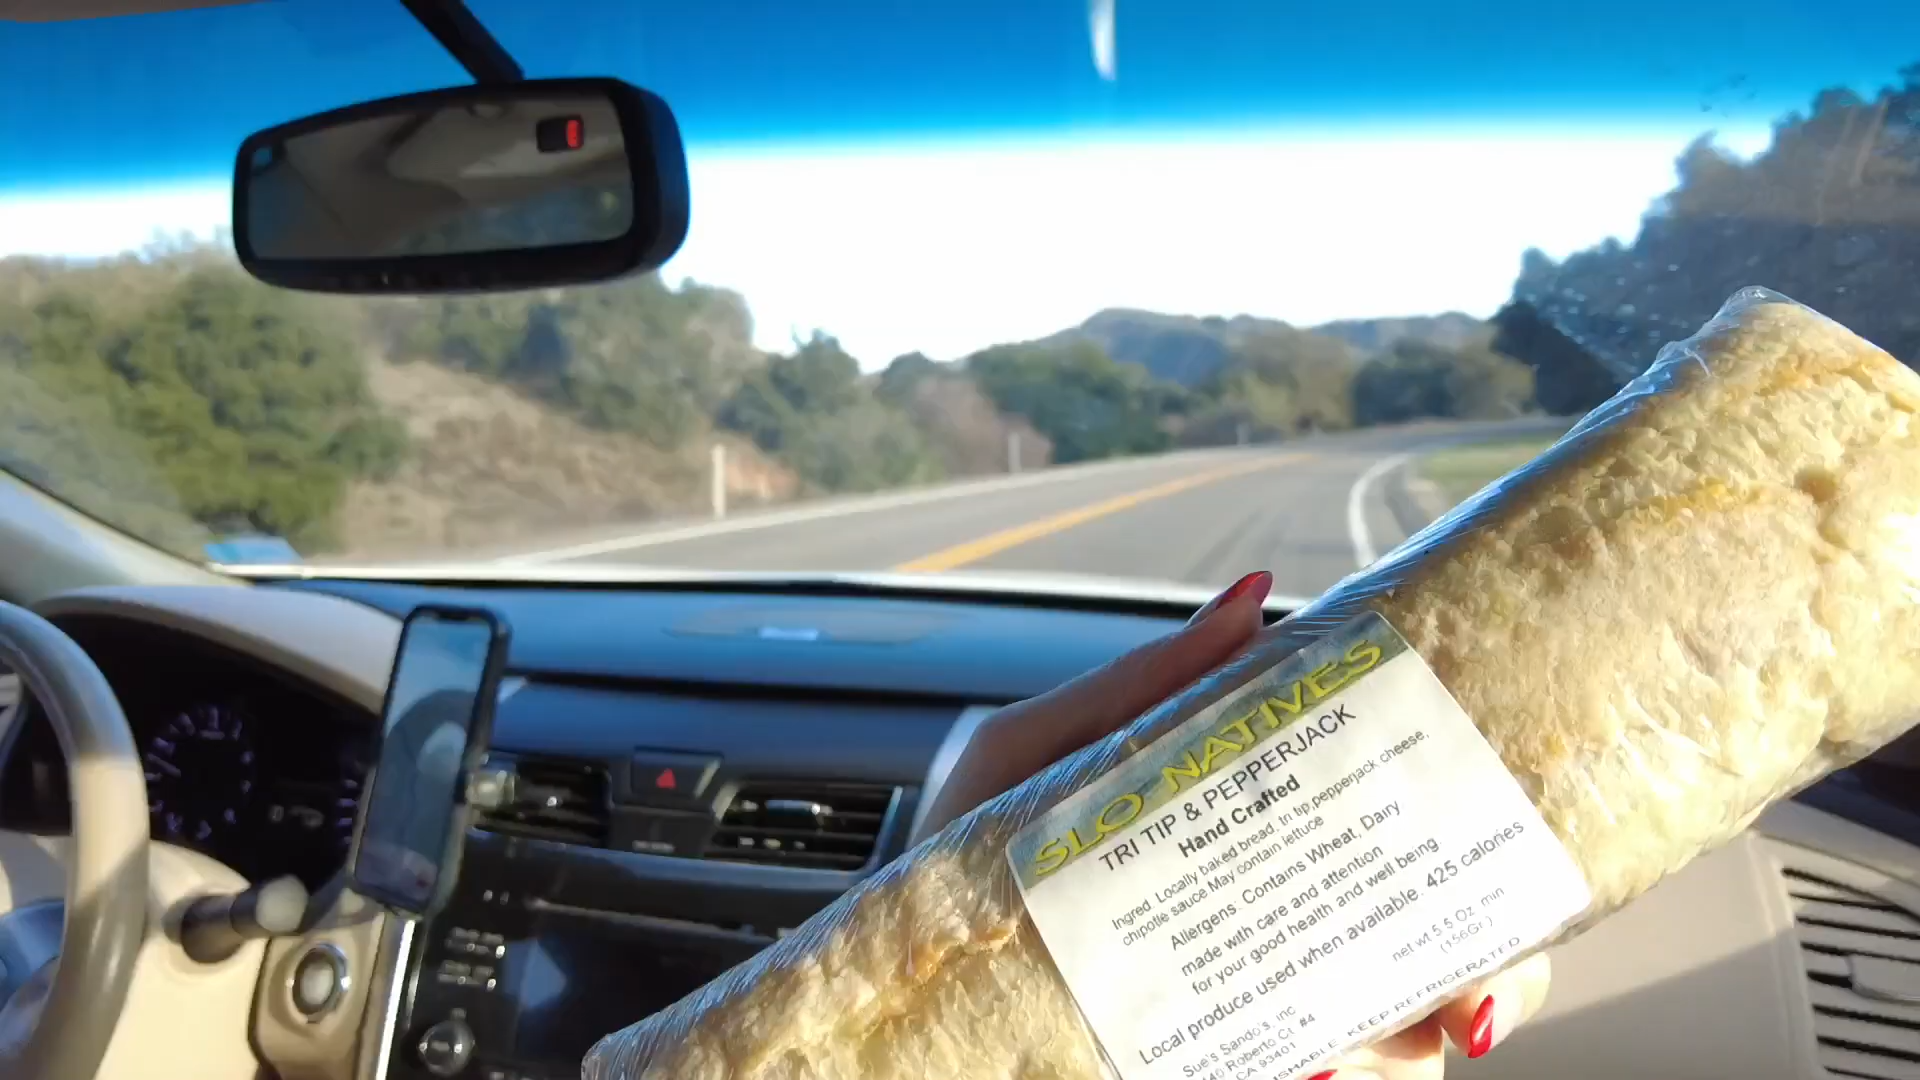 SLO NATIVES
TRI TIP & PEPPERJACK
Hand Crafted
Ingred. Locally baked bread, tri tip,pepperjack cheese,
chipotle sauce.May contain lettuce
Allergens: Contains Wheat, Dairy
made with care and attention
for your good health and well being
Local produce used when available. 425 calories
net wt 5.5 Oz. min
(156Gr)
Sue's Sando's, inc
Roberto Ct. #4
CA 93401
KEEP REFRIGERATED